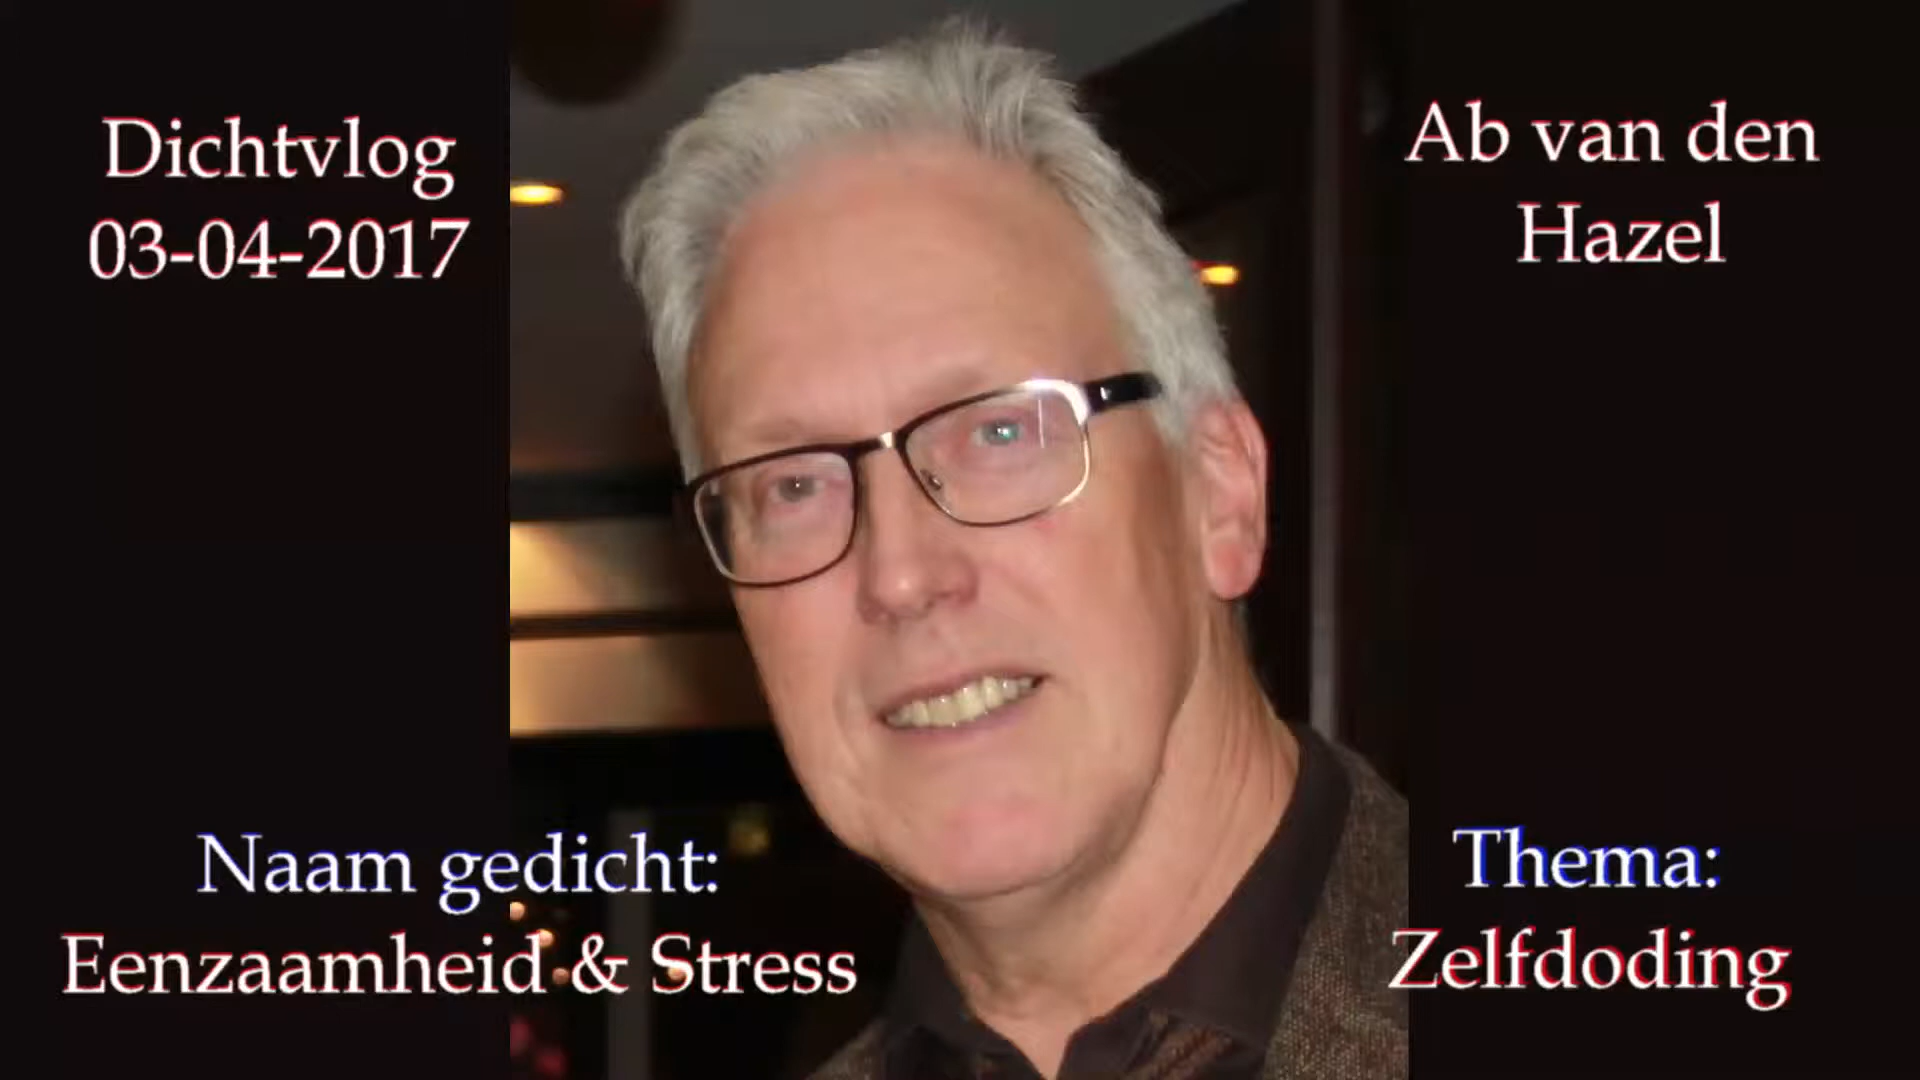 Dichtvlog
03-04-2017
Ab van den
Hazel
Naam gedicht:
Eenzaamheid & Stress
Thema:
Zelfdoding